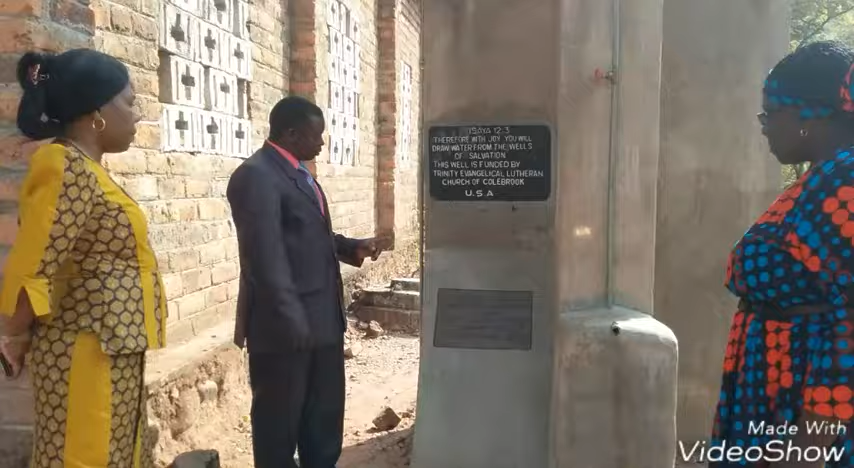 ISAYA 12:3
THEREFORE WITH JOY YOU WILL
DRAW WATER FROM THE WELLS
OF SALVATION
THIS WELL IS FUNDED BY
TRINITY EVANGELICAL LUTHERAN
CHURCH OF COLEBROOK
U.S.A
Made With
VideoShow